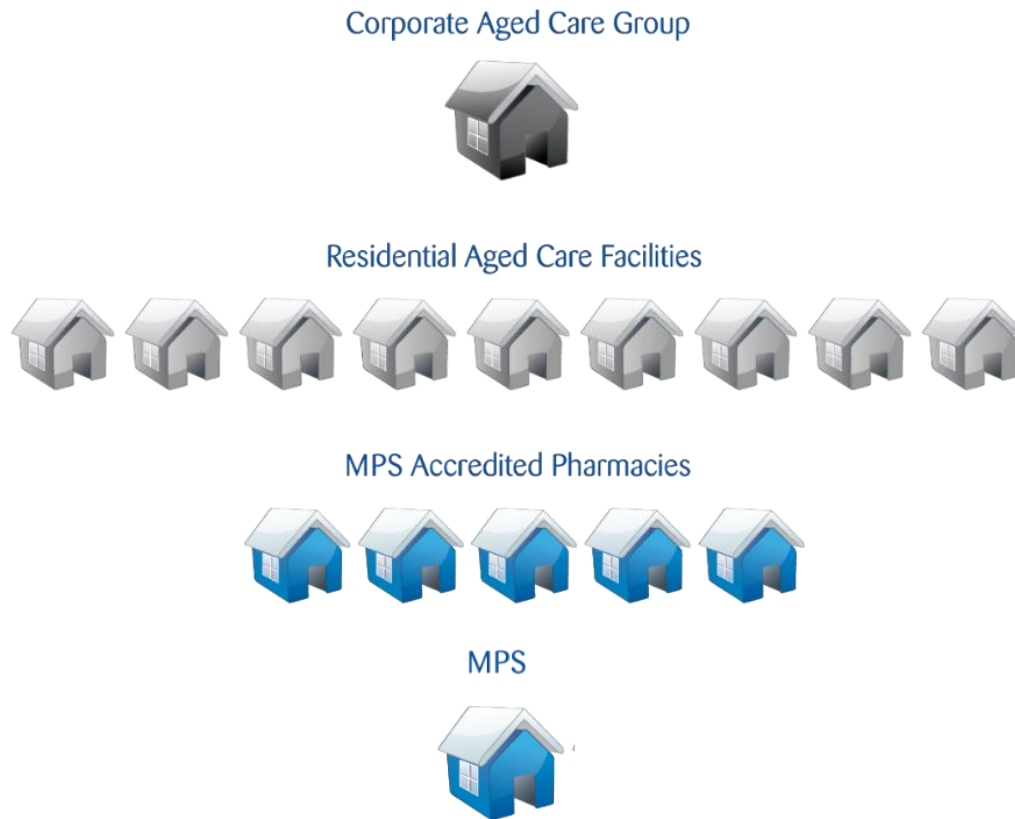 Corporate Aged Care Group
Residential Aged Care Facilities
MPS Accredited Pharmacies
MPS